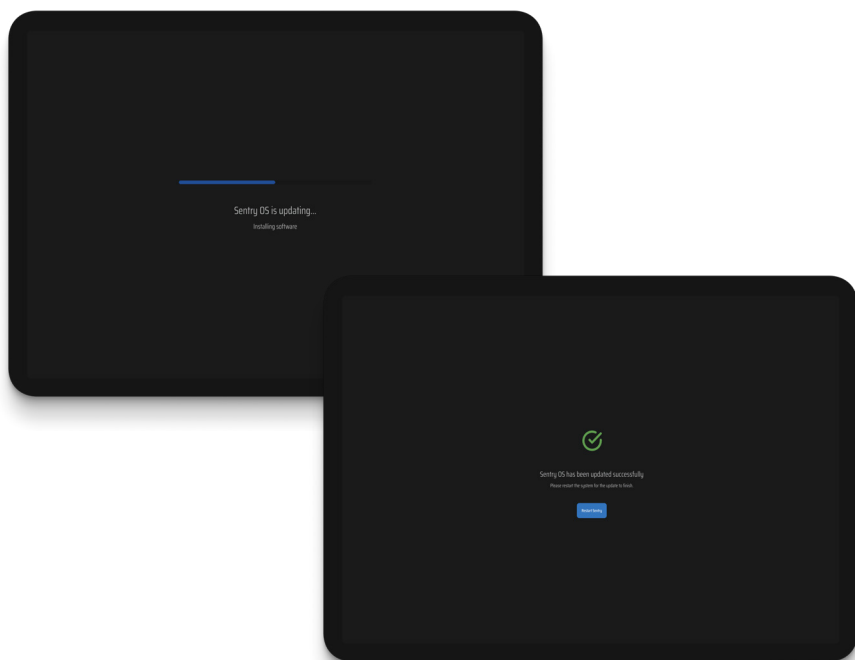 Sentry OS is updating...
Installing software
Sentry OS has been updated successfully
Please restart the system for the update to finish.
Restart Sentry